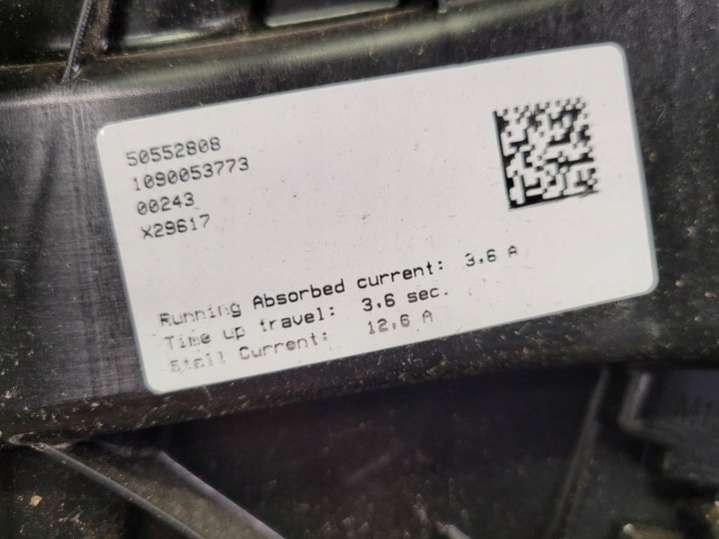 50552808
1090053773
00243
X29617
Running Absorbed current: 3.6 A
Time up travel: 3.6 sec.
Stall Current: 12.6 A